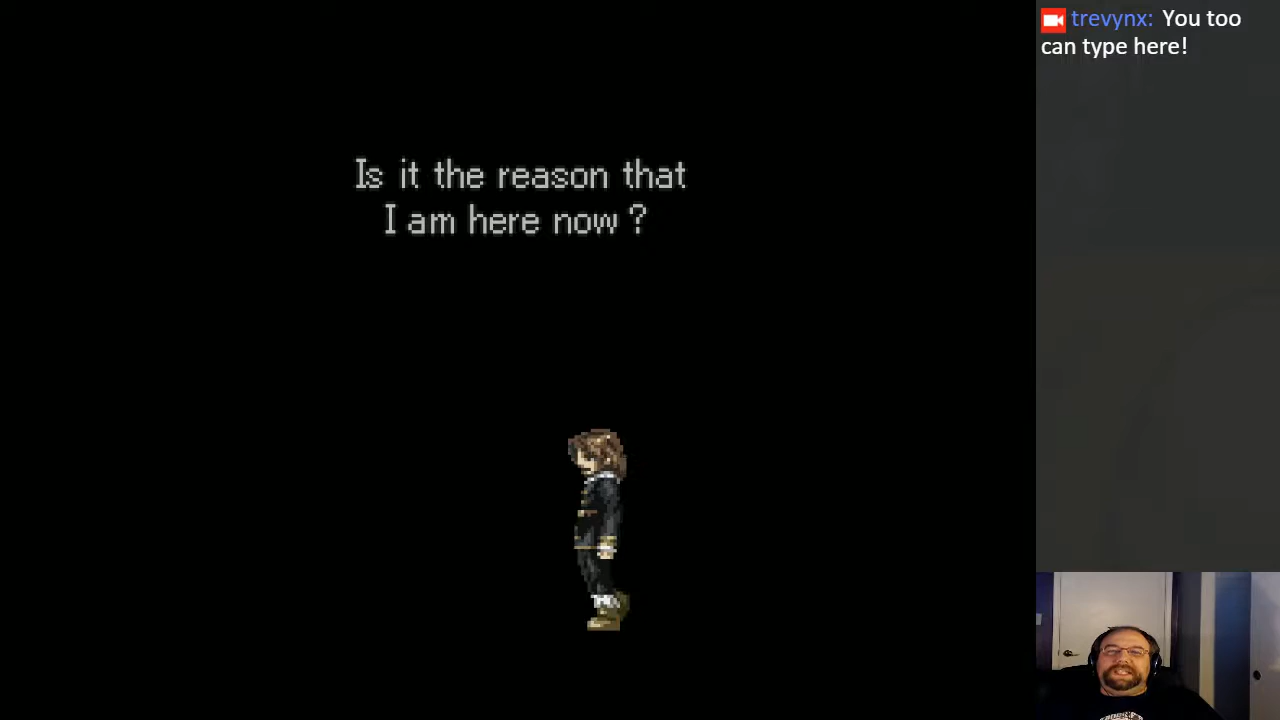 Is it the reason that
I am here now ?
trevynx: You too
can type here!